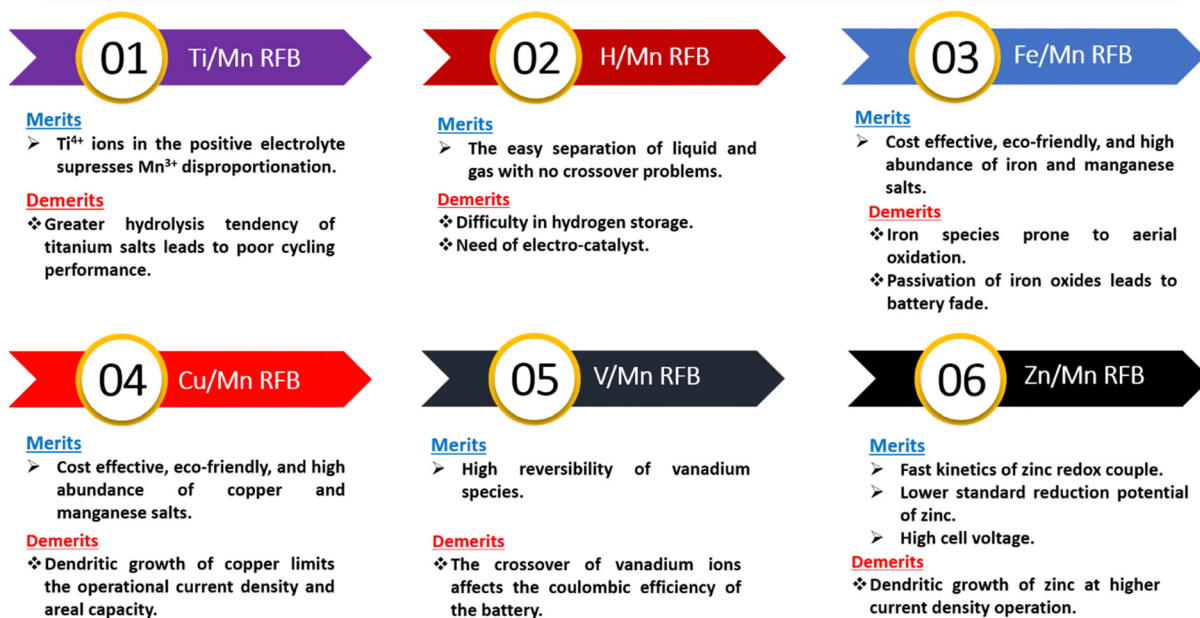 01 Ti/Mn RFB
Merits
➢ Ti⁴⁺ ions in the positive electrolyte
supresses Mn³⁺ disproportionation.
Demerits
❖Greater hydrolysis tendency of
titanium salts leads to poor cycling
performance.
02 H/Mn RFB
Merits
➢ The easy separation of liquid and
gas with no crossover problems.
Demerits
❖Difficulty in hydrogen storage.
❖Need of electro-catalyst.
03 Fe/Mn RFB
Merits
➢ Cost effective, eco-friendly, and high
abundance of iron and manganese
salts.
Demerits
❖Iron species prone to aerial
oxidation.
❖Passivation of iron oxides leads to
battery fade.
04 Cu/Mn RFB
Merits
➢ Cost effective, eco-friendly, and high
abundance of copper and
manganese salts.
Demerits
❖Dendritic growth of copper limits
the operational current density and
areal capacity.
05 V/Mn RFB
Merits
➢ High reversibility of vanadium
species.
Demerits
❖The crossover of vanadium ions
affects the coulombic efficiency of
the battery.
06 Zn/Mn RFB
Merits
➢ Fast kinetics of zinc redox couple.
➢ Lower standard reduction potential
of zinc.
➢ High cell voltage.
Demerits
❖Dendritic growth of zinc at higher
current density operation.